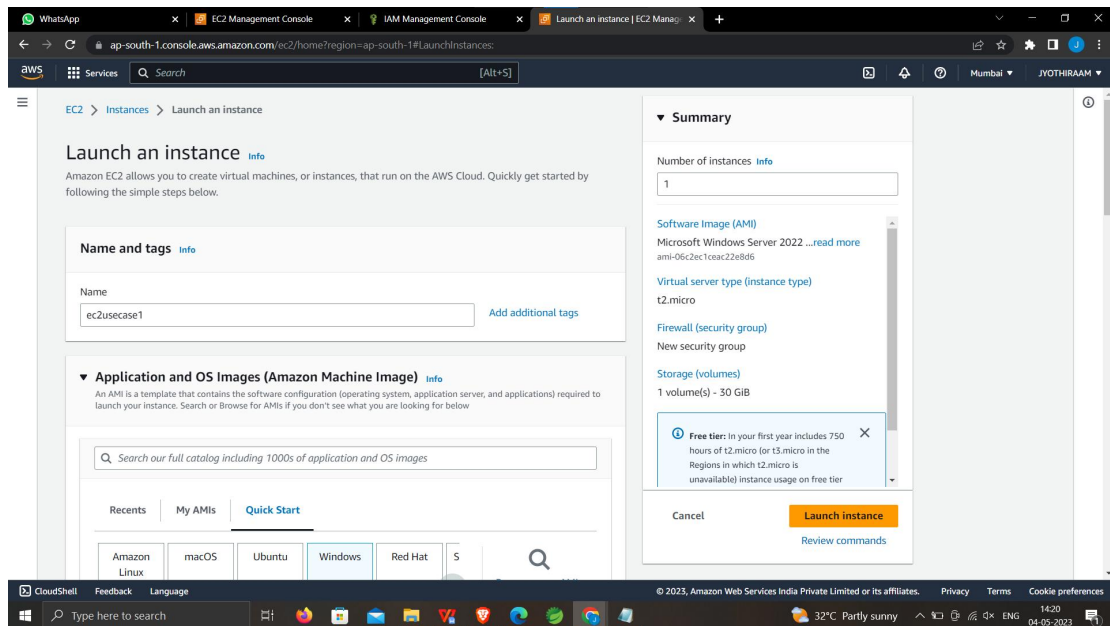 WhatsApp
EC2 Management Console
IAM Management Console
Launch an instance | EC2 Manag
ap-south-1.console.aws.amazon.com/ec2/home?region=ap-south-1#LaunchInstances:
aws
Services
Search
[Alt+S]
Mumbai
JYOTHIRAAM
EC2 > Instances > Launch an instance
Launch an instance Info
Amazon EC2 allows you to create virtual machines, or instances, that run on the AWS Cloud. Quickly get started by
following the simple steps below.
Name and tags Info
Name
ec2usecase1
Add additional tags
Application and OS Images (Amazon Machine Image) Info
An AMI is a template that contains the software configuration (operating system, application server, and applications) required to
launch your instance. Search or Browse for AMIs if you don't see what you are looking for below
Search our full catalog including 1000s of application and OS images
Recents
My AMIs
Quick Start
Amazon
Linux
macOS
Ubuntu
Windows
Red Hat
S
Summary
Number of instances Info
1
Software Image (AMI)
Microsoft Windows Server 2022 ...read more
ami-06c2ec1ceac22e8d6
Virtual server type (instance type)
t2.micro
Firewall (security group)
New security group
Storage (volumes)
1 volume(s) - 30 GiB
Free tier: In your first year includes 750
hours of t2.micro (or t3.micro in the
Regions in which t2.micro is
unavailable) instance usage on free tier
Cancel
Launch instance
Review commands
CloudShell
Feedback
Language
© 2023, Amazon Web Services India Private Limited or its affiliates.
Privacy
Terms
Cookie preferences
Type here to search
32°C Partly sunny
ENG
14:20
04-05-2023